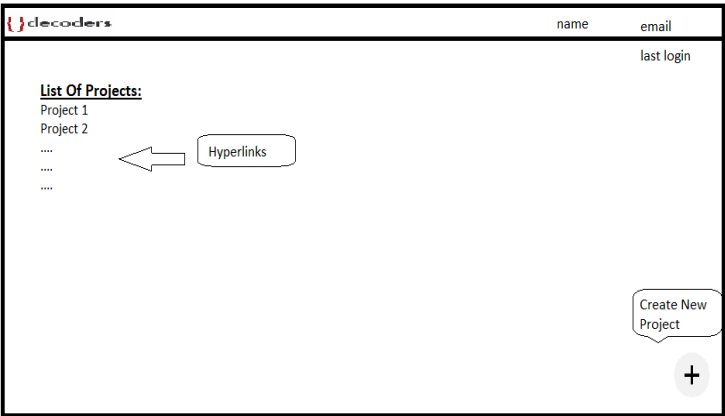 { } decoders
name
email
last login
List Of Projects:
Project 1
Project 2
....
....
....
Hyperlinks
Create New
Project
+